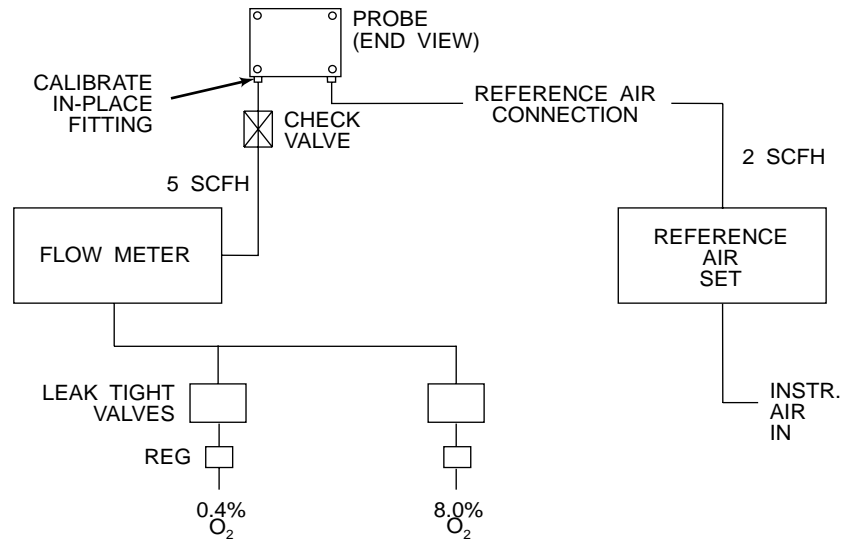 PROBE
(END VIEW)
CALIBRATE
IN-PLACE
FITTING
CHECK
VALVE
REFERENCE AIR
CONNECTION
5 SCFH
2 SCFH
FLOW METER
REFERENCE
AIR
SET
LEAK TIGHT
VALVES
INSTR.
AIR
IN
REG
0.4%
O₂
8.0%
O₂